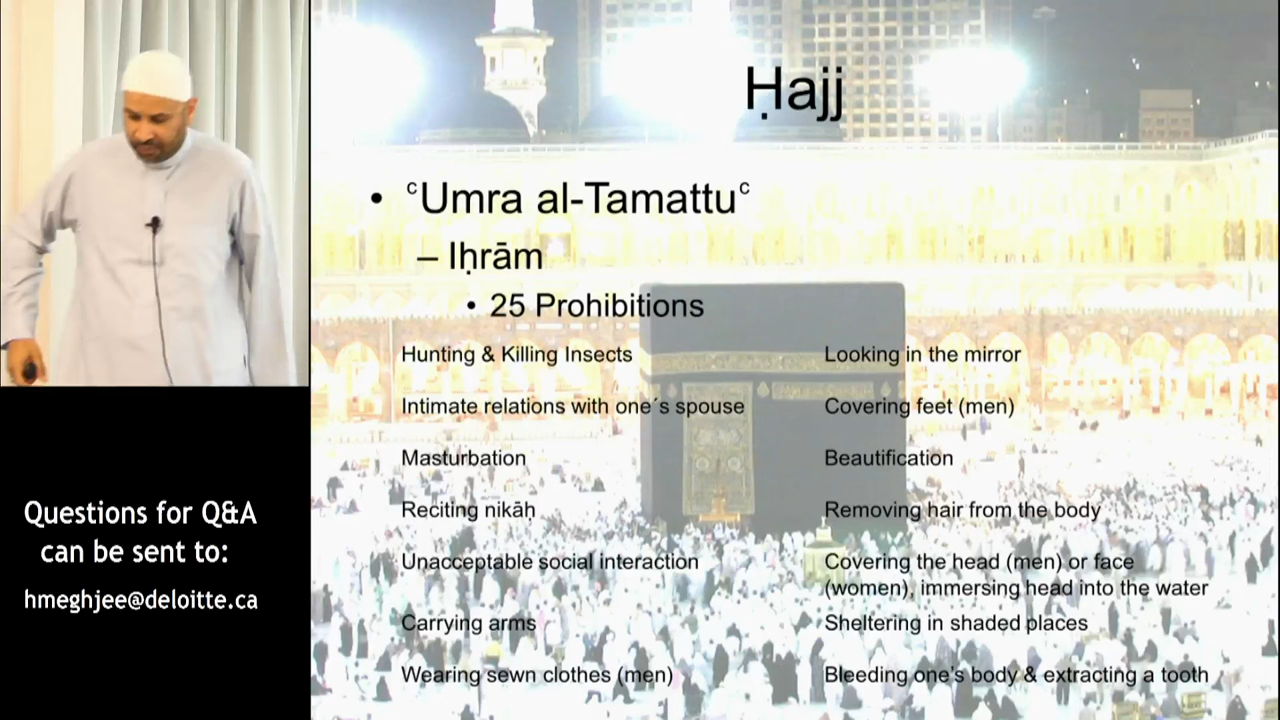 Ḥajj
• ᶜUmra al-Tamattuᶜ
– Iḥrām
• 25 Prohibitions
Hunting & Killing Insects
Intimate relations with one´s spouse
Masturbation
Reciting nikāḥ
Unacceptable social interaction
Carrying arms
Wearing sewn clothes (men)
Looking in the mirror
Covering feet (men)
Beautification
Removing hair from the body
Covering the head (men) or face
(women), immersing head into the water
Sheltering in shaded places
Bleeding one's body & extracting a tooth
Questions for Q&A
can be sent to:
hmeghjee@deloitte.ca